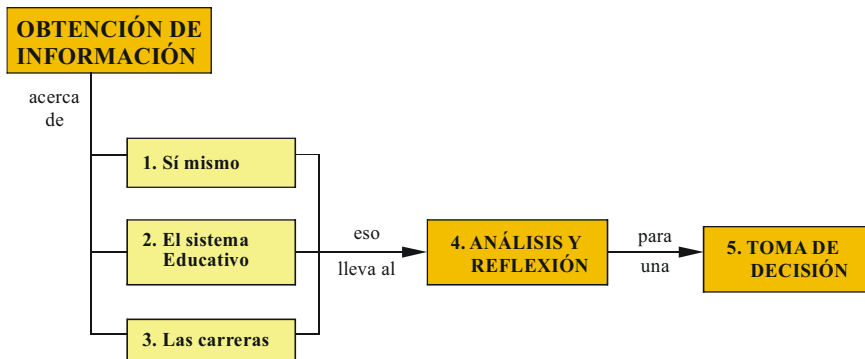 OBTENCIÓN DE
INFORMACIÓN
acerca
de
1. Sí mismo
2. El sistema
Educativo
3. Las carreras
eso
lleva al
4. ANÁLISIS Y
REFLEXIÓN
para
una
5. TOMA DE
DECISIÓN